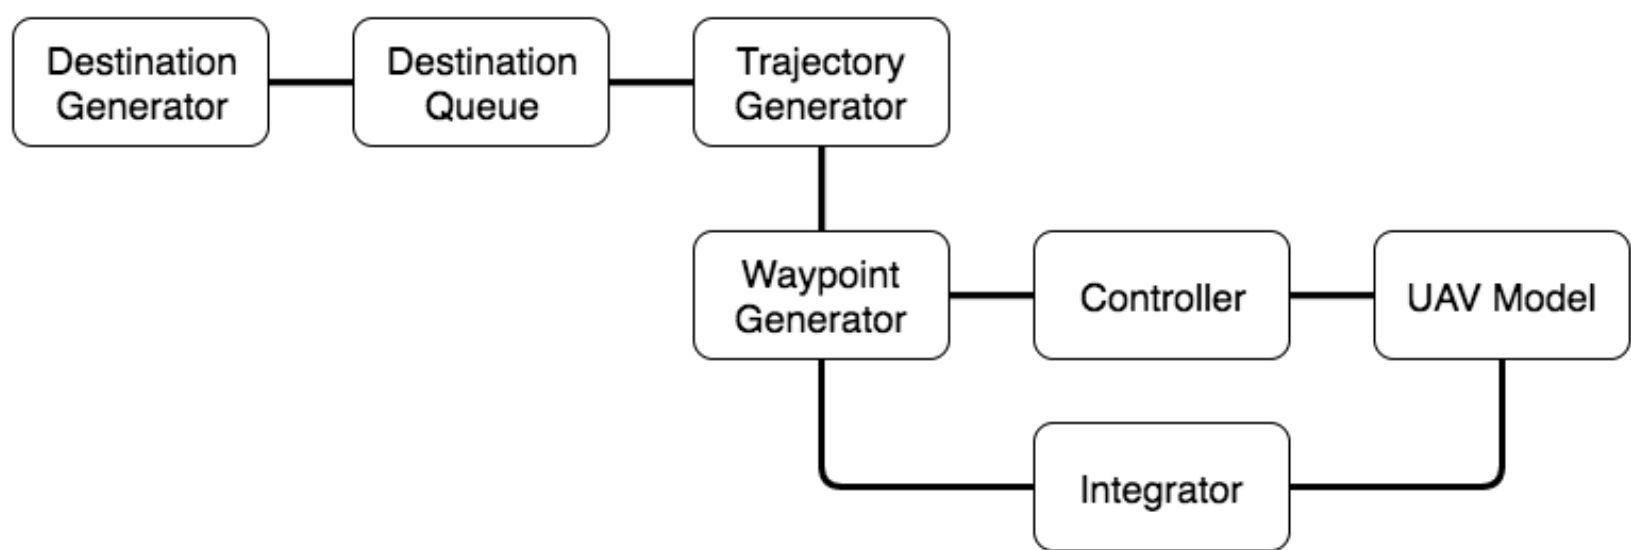 Destination
Generator
Destination
Queue
Trajectory
Generator
Waypoint
Generator
Controller
UAV Model
Integrator